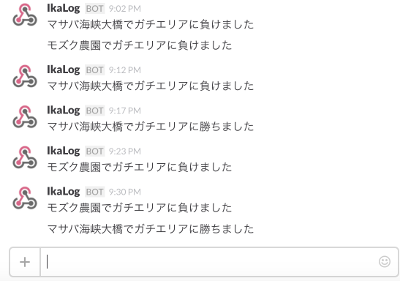 IkaLog BOT 9:02 PM
マサバ海峡大橋でガチエリアに負けました
モズク農園でガチエリアに負けました
IkaLog BOT 9:12 PM
マサバ海峡大橋でガチエリアに負けました
IkaLog BOT 9:17 PM
マサバ海峡大橋でガチエリアに勝ちました
IkaLog BOT 9:23 PM
モズク農園でガチエリアに負けました
IkaLog BOT 9:30 PM
モズク農園でガチエリアに負けました
マサバ海峡大橋でガチエリアに勝ちました